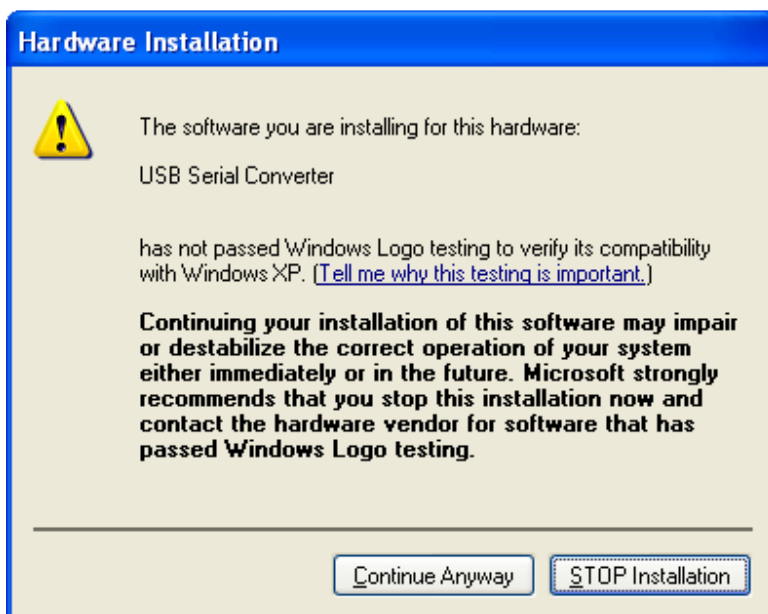 Hardware Installation
The software you are installing for this hardware:
USB Serial Converter
has not passed Windows Logo testing to verify its compatibility
with Windows XP. (Tell me why this testing is important.)
Continuing your installation of this software may impair
or destabilize the correct operation of your system
either immediately or in the future. Microsoft strongly
recommends that you stop this installation now and
contact the hardware vendor for software that has
passed Windows Logo testing.
Continue Anyway STOP Installation